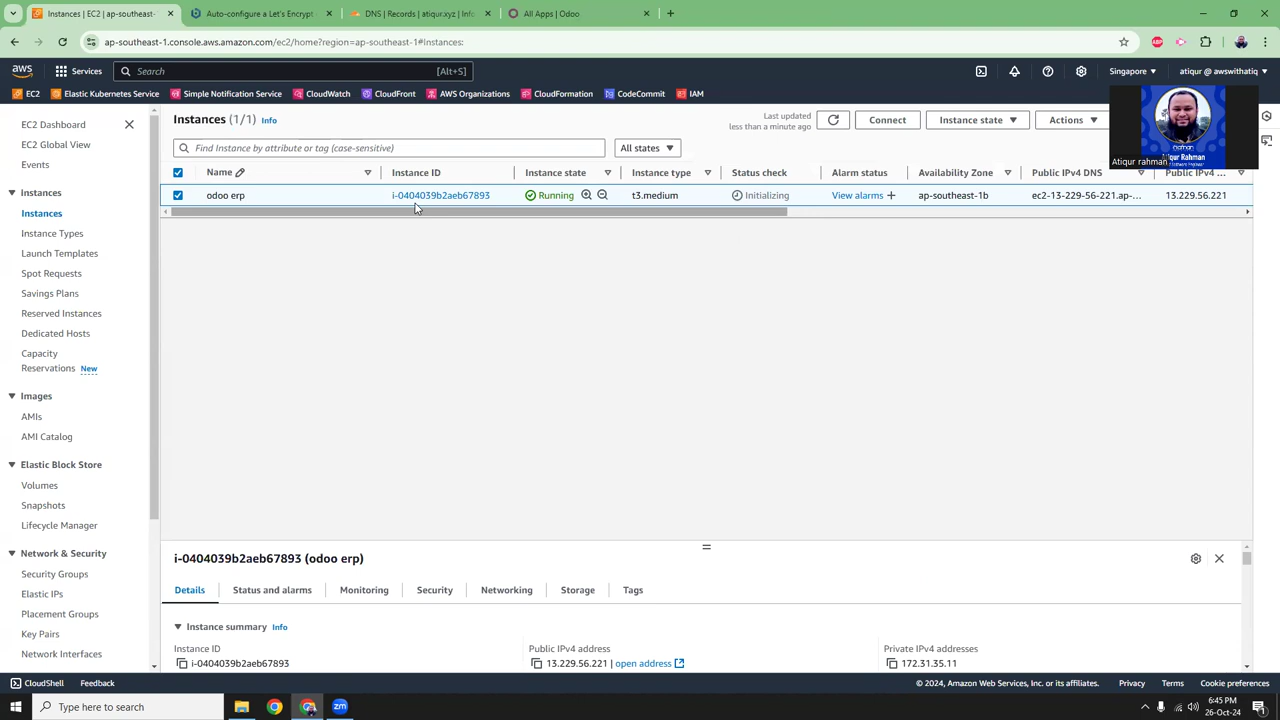 Instances | EC2 | ap-southeast-
Auto-configure a Let's Encrypt
DNS | Records | atiqur.xyz | Info
All Apps | Odoo
ap-southeast-1.console.aws.amazon.com/ec2/home?region=ap-southeast-1#Instances:
aws
Services
Search
[Alt+S]
Singapore
atiqur @ awswithatiq
EC2
Elastic Kubernetes Service
Simple Notification Service
CloudWatch
CloudFront
AWS Organizations
CloudFormation
CodeCommit
IAM
EC2 Dashboard
EC2 Global View
Events
Instances
Instances
Instance Types
Launch Templates
Spot Requests
Savings Plans
Reserved Instances
Dedicated Hosts
Capacity
Reservations New
Images
AMIs
AMI Catalog
Elastic Block Store
Volumes
Snapshots
Lifecycle Manager
Network & Security
Security Groups
Elastic IPs
Placement Groups
Key Pairs
Network Interfaces
Instances (1/1) Info
Last updated
less than a minute ago
Connect
Instance state
Actions
Atiqur Rahman
Atiqur rahman
Find Instance by attribute or tag (case-sensitive)
All states
Name
Instance ID
Instance state
Instance type
Status check
Alarm status
Availability Zone
Public IPv4 DNS
Public IPv4 ...
odoo erp
i-0404039b2aeb67893
Running
t3.medium
Initializing
View alarms
ap-southeast-1b
ec2-13-229-56-221.ap-...
13.229.56.221
i-0404039b2aeb67893 (odoo erp)
Details
Status and alarms
Monitoring
Security
Networking
Storage
Tags
Instance summary Info
Instance ID
i-0404039b2aeb67893
Public IPv4 address
13.229.56.221 | open address
Private IPv4 addresses
172.31.35.11
CloudShell
Feedback
© 2024, Amazon Web Services, Inc. or its affiliates.
Privacy
Terms
Cookie preferences
Type here to search
zm
6:45 PM
26-Oct-24